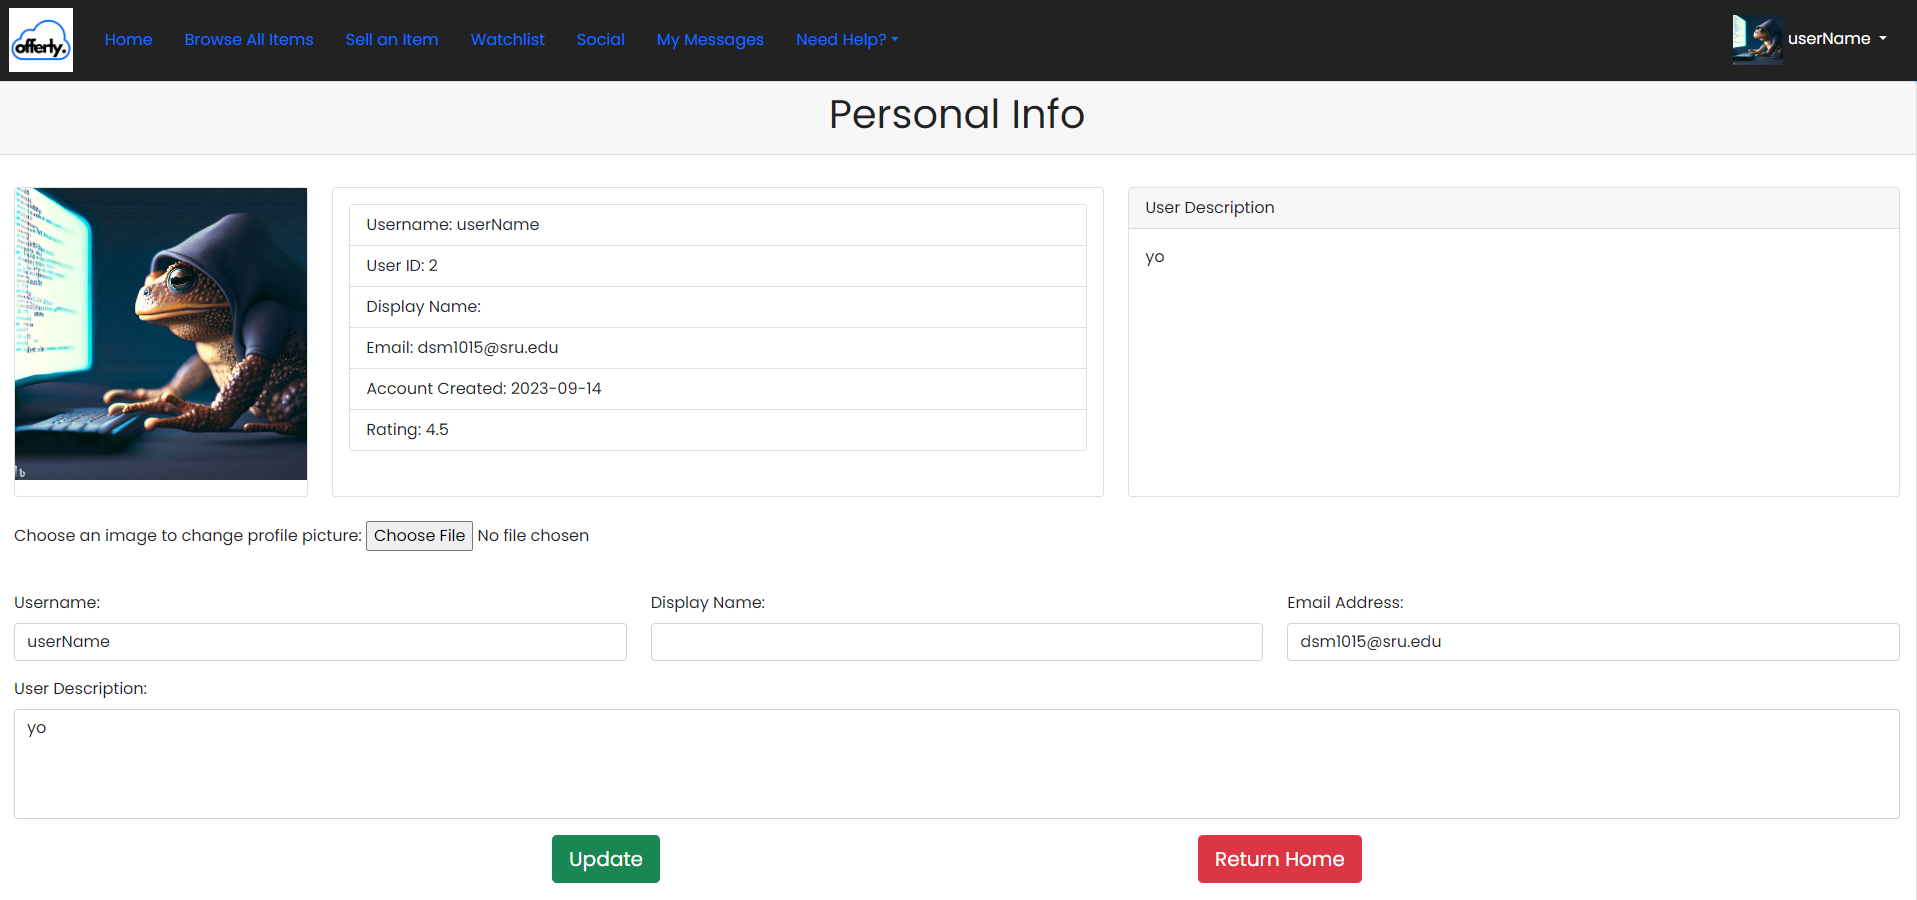 offerly.
Home Browse All Items Sell an Item Watchlist Social My Messages Need Help? userName
Personal Info
Username: userName
User ID: 2
Display Name:
Email: dsm1015@sru.edu
Account Created: 2023-09-14
Rating: 4.5
User Description
yo
Choose an image to change profile picture: Choose File No file chosen
Username: Display Name: Email Address:
userName dsm1015@sru.edu
User Description:
yo
Update Return Home